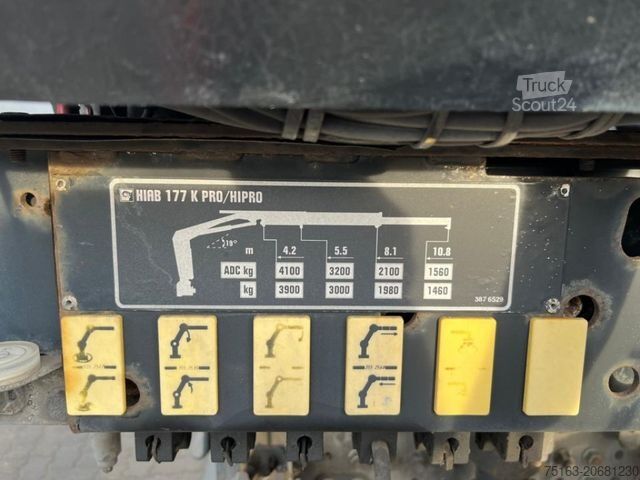 Truck
Scout24
HIAB 177 K PRO/HIPRO
10°
m 4.2 5.5 8.1 10.8
ADC kg 4100 3200 2100 1560
kg 3900 3000 1980 1460
387 6529
75163-20681230